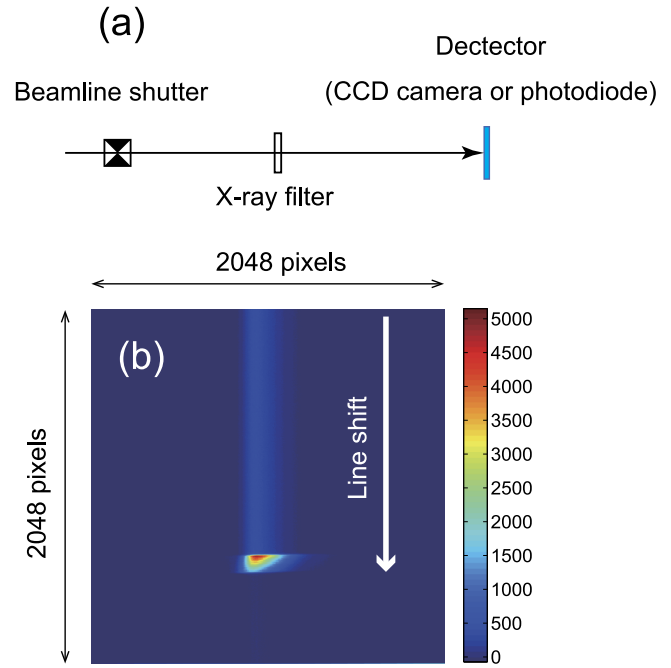 (a)
Dectector
Beamline shutter
(CCD camera or photodiode)
X-ray filter
2048 pixels
(b)
Line shift
2048 pixels
5000
4500
4000
3500
3000
2500
2000
1500
1000
500
0